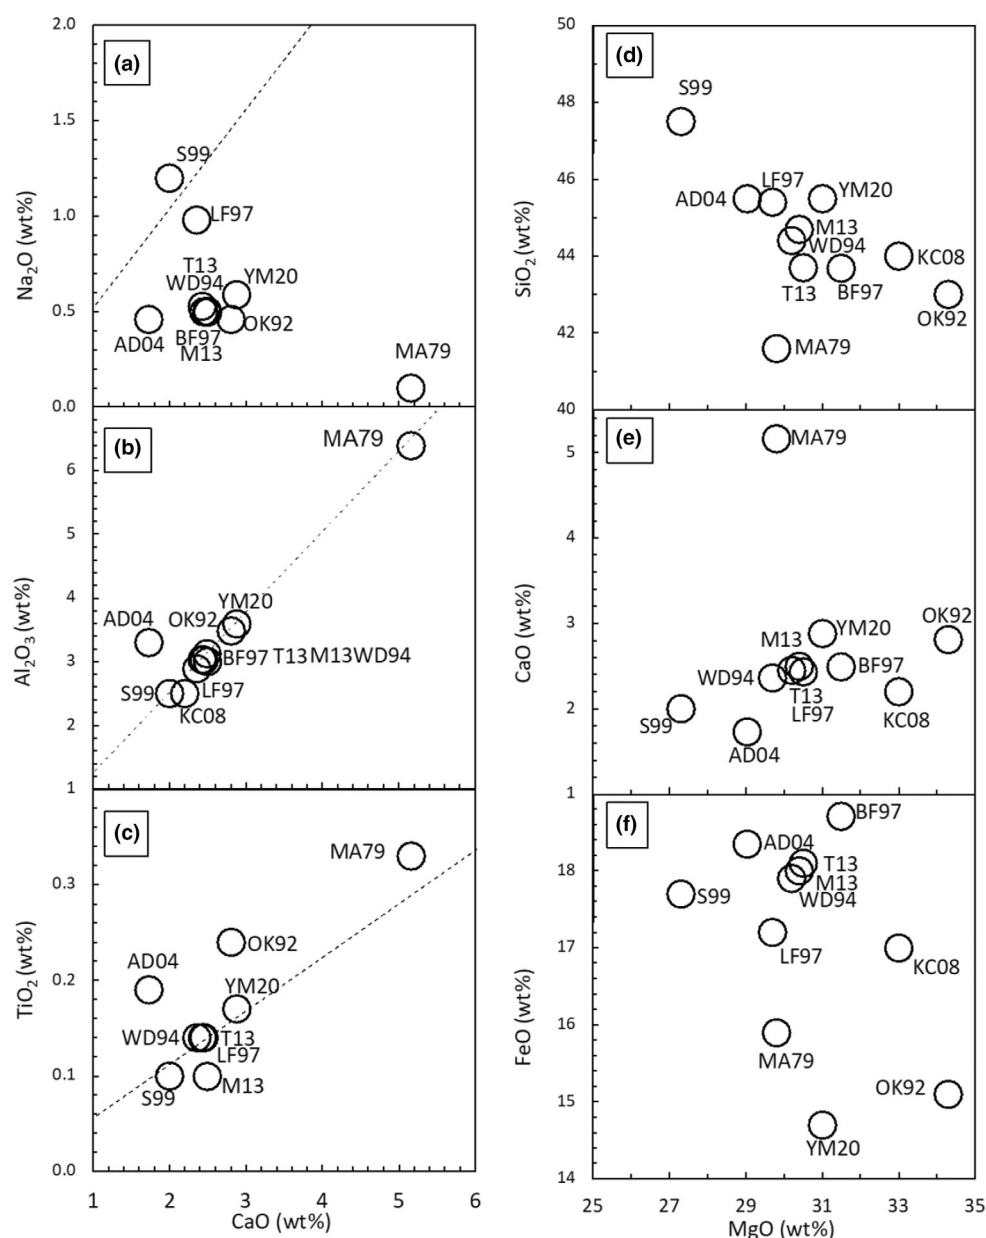 (a)
2.0
1.5
1.0
0.5
0.0
Na2O (wt%)
S99
LF97
T13
WD94
YM20
AD04
BF97
M13
OK92
MA79
(b)
6
5
4
3
2
1
Al2O3 (wt%)
MA79
YM20
OK92
AD04
BF97 T13 M13 WD94
LF97
S99
KC08
(c)
0.3
0.2
0.1
0.0
TiO2 (wt%)
MA79
OK92
AD04
YM20
WD94
T13
LF97
M13
S99
1 2 3 4 5 6
CaO (wt%)
(d)
50
48
46
44
42
40
SiO2 (wt%)
S99
LF97
AD04
YM20
M13
WD94
KC08
T13
BF97
OK92
MA79
(e)
5
4
3
2
1
CaO (wt%)
MA79
OK92
YM20
M13
BF97
WD94
T13
LF97
KC08
S99
AD04
(f)
18
17
16
15
14
FeO (wt%)
BF97
AD04
T13
M13
WD94
S99
LF97
KC08
MA79
OK92
YM20
25 27 29 31 33 35
MgO (wt%)